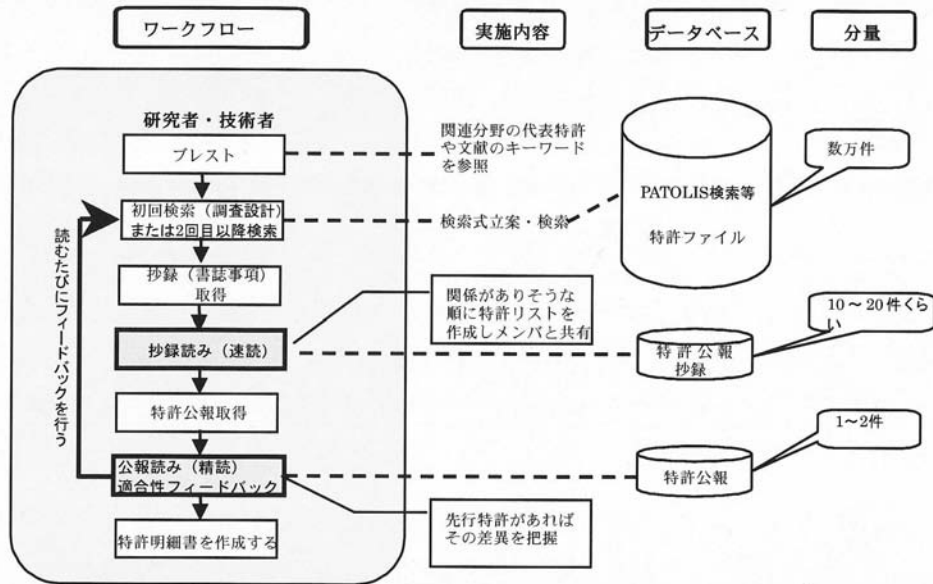 ワークフロー
実施内容
データベース
分量
研究者・技術者
ブレスト
関連分野の代表特許
や文献のキーワード
を参照
数万件
初回検索（調査設計）
または2回目以降検索
検索式立案・検索
PATOLIS検索等
特許ファイル
読むたびにフィードバックを行う
抄録（書誌事項）
取得
関係がありそうな
順に特許リストを
作成しメンバと共有
10～20件くら
い
抄録読み（速読）
特許公報
抄録
特許公報取得
1～2件
公報読み（精読）
適合性フィードバック
特許公報
先行特許があれば
その差異を把握
特許明細書を作成する